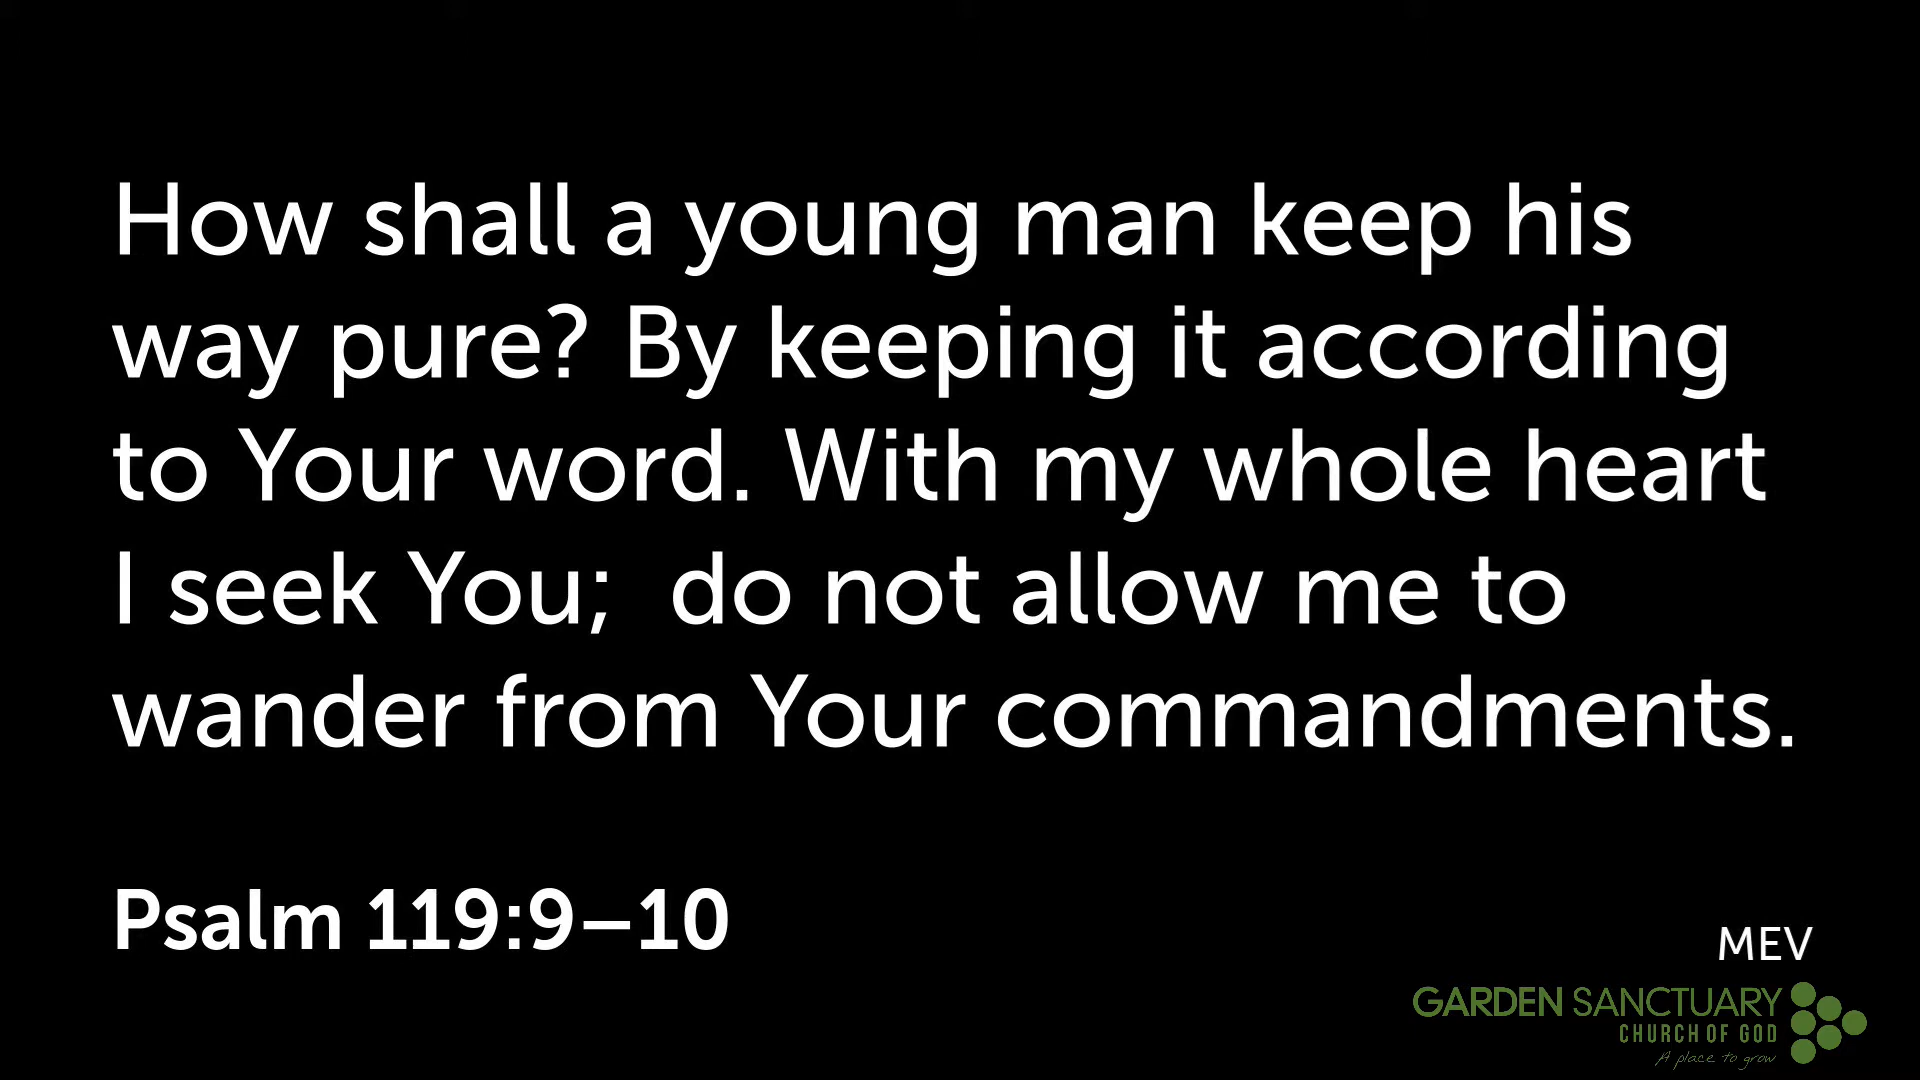 How shall a young man keep his
way pure? By keeping it according
to Your word. With my whole heart
I seek You;  do not allow me to
wander from Your commandments.
Psalm 119:9–10
MEV
GARDEN SANCTUARY
CHURCH OF GOD
A place to grow